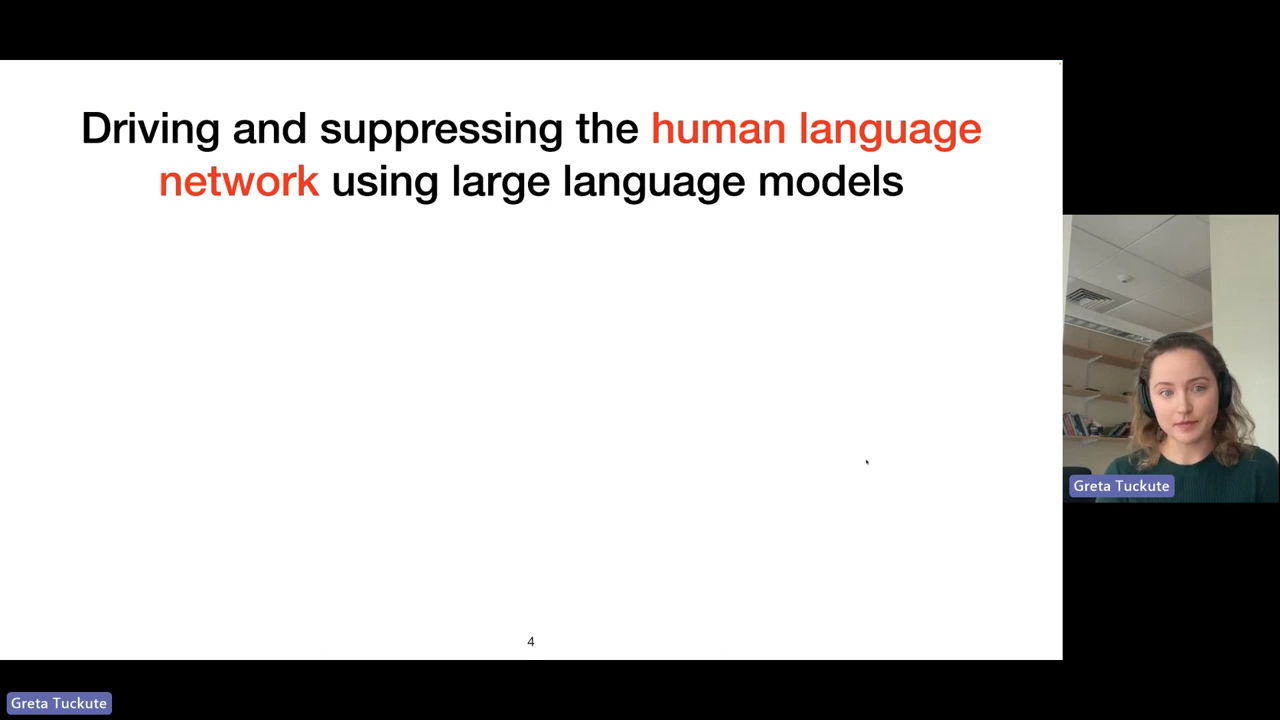 Driving and suppressing the human language
network using large language models
4
Greta Tuckute
Greta Tuckute